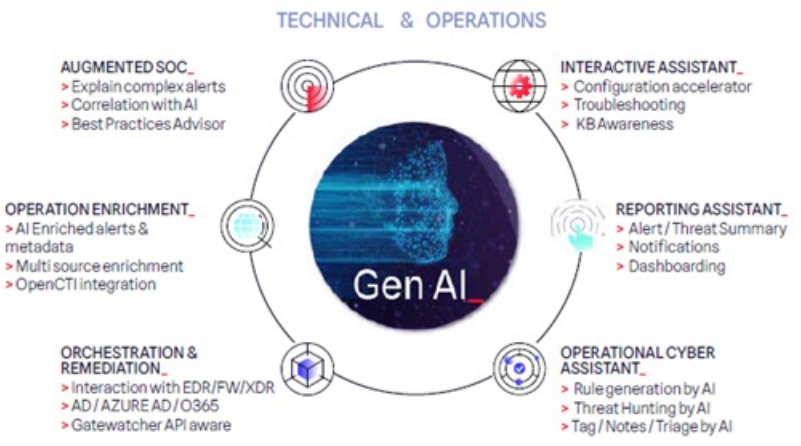 TECHNICAL & OPERATIONS
AUGMENTED SOC_
> Explain complex alerts
> Correlation with AI
> Best Practices Advisor
INTERACTIVE ASSISTANT_
> Configuration accelerator
> Troubleshooting
> KB Awareness
OPERATION ENRICHMENT_
> AI Enriched alerts &
metadata
> Multi source enrichment
> OpenCTI integration
Gen AI_
REPORTING ASSISTANT_
> Alert / Threat Summary
> Notifications
> Dashboarding
ORCHESTRATION &
REMEDIATION_
> Interaction with EDR/FW/XDR
> AD / AZURE AD / O365
> Gatewatcher API aware
OPERATIONAL CYBER
ASSISTANT_
> Rule generation by AI
> Threat Hunting by AI
> Tag / Notes / Triage by AI